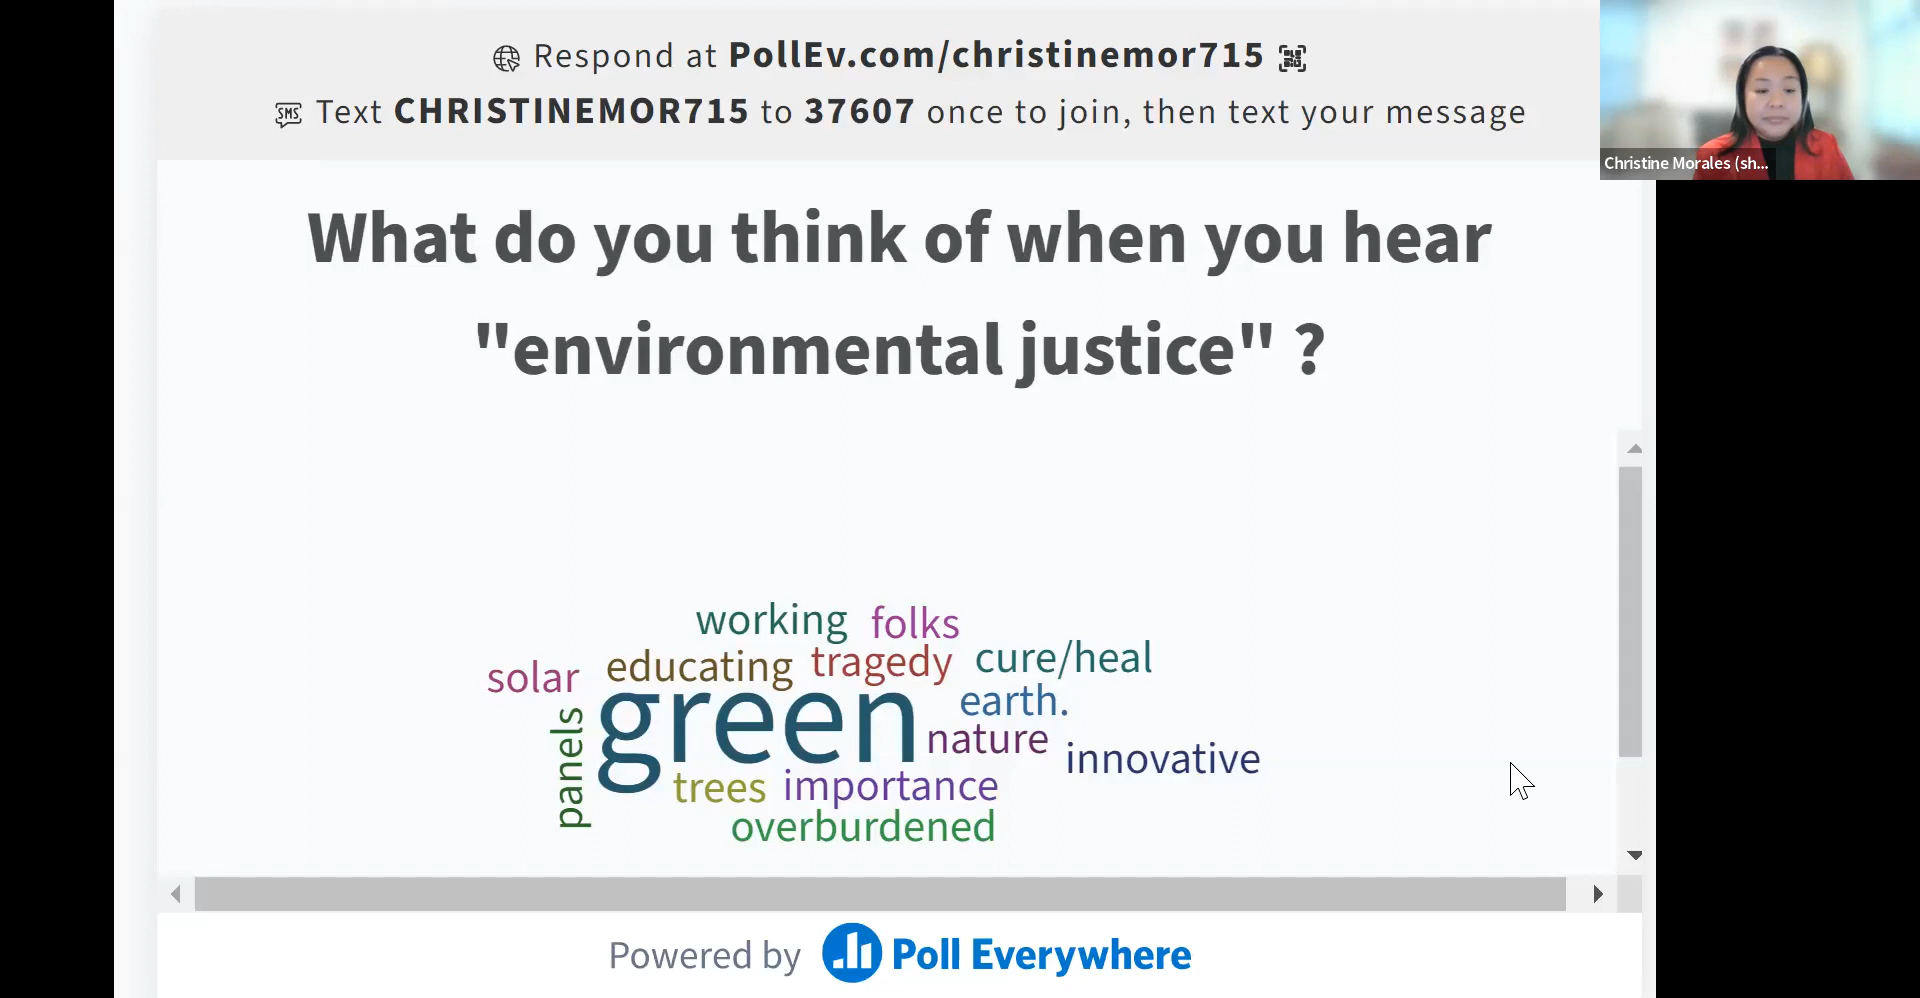 Respond at PollEv.com/christinemor715
Text CHRISTINEMOR715 to 37607 once to join, then text your message
SMS
Christine Morales (sh...
What do you think of when you hear
"environmental justice" ?
working folks
solar educating tragedy cure/heal
green earth.
panels nature innovative
trees importance
overburdened
Powered by Poll Everywhere